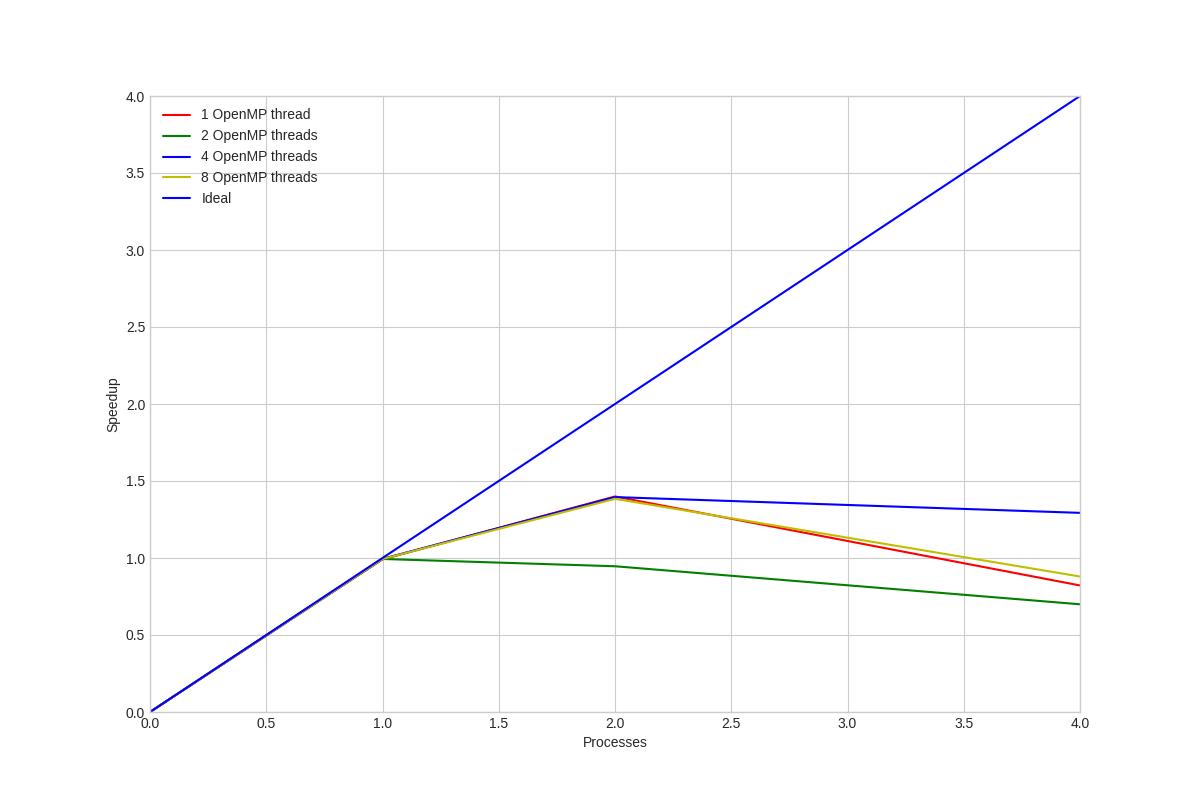 4.0
3.5
3.0
2.5
2.0
1.5
1.0
0.5
0.0
1 OpenMP thread
2 OpenMP threads
4 OpenMP threads
8 OpenMP threads
Ideal
Speedup
0.0 0.5 1.0 1.5 2.0 2.5 3.0 3.5 4.0
Processes